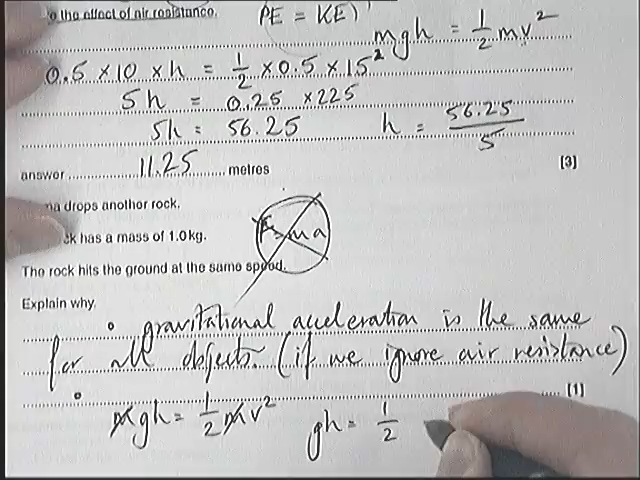 the effect of air resistance. PE = KE)
mgh = ½mv²
0.5 × 10 × h = ½ × 0.5 × 15²
5h = 0.25 × 225
5h = 56.25 h = 56.25/5
answer 11.25 metres [3]
drops another rock.
has a mass of 1.0 kg. F = ma
The rock hits the ground at the same speed.
Explain why.
• gravitational acceleration is the same
for all objects. (if we ignore air resistance)
[1]
• mgh = ½mv² gh = ½